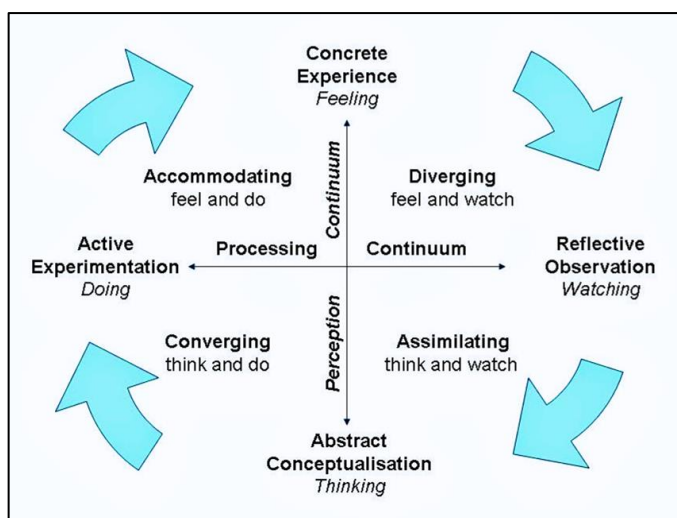 Concrete
Experience
Feeling
Continuum
Accommodating
feel and do
Diverging
feel and watch
Active
Experimentation
Doing
Processing
Continuum
Reflective
Observation
Watching
Perception
Converging
think and do
Assimilating
think and watch
Abstract
Conceptualisation
Thinking